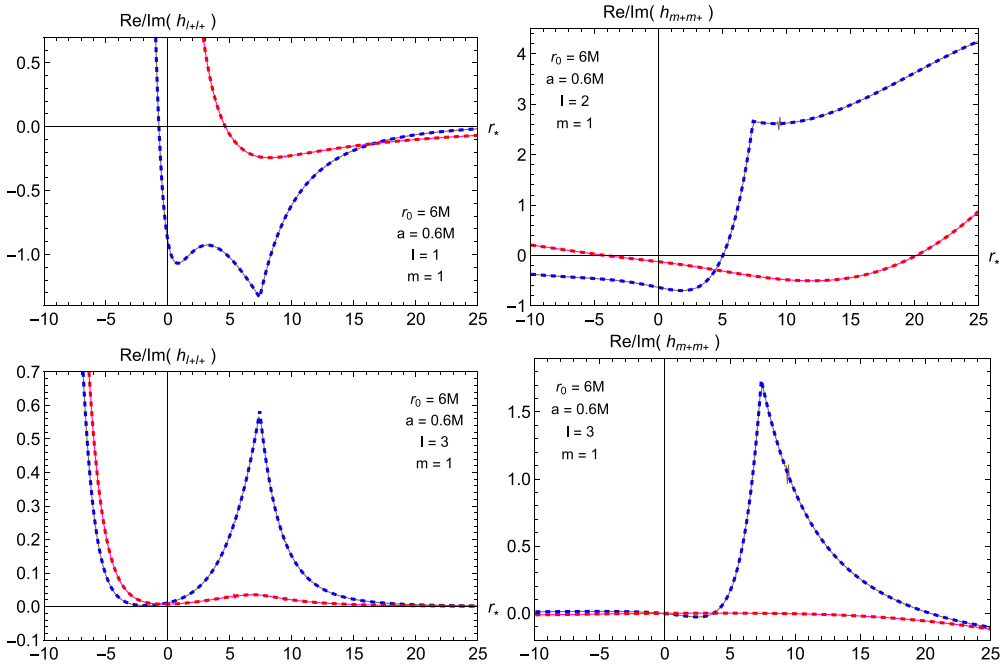 Re/Im( h_{l+l+} )
0.5
0.0
−0.5
−1.0
−10 −5 0 5 10 15 20 25
r_*
r_0 = 6M
a = 0.6M
l = 1
m = 1
Re/Im( h_{m+m+} )
4
3
2
1
0
−1
−10 −5 0 5 10 15 20 25
r_*
r_0 = 6M
a = 0.6M
l = 2
m = 1
Re/Im( h_{l+l+} )
0.7
0.6
0.5
0.4
0.3
0.2
0.1
0.0
−0.1
−10 −5 0 5 10 15 20 25
r_*
r_0 = 6M
a = 0.6M
l = 3
m = 1
Re/Im( h_{m+m+} )
1.5
1.0
0.5
0.0
−10 −5 0 5 10 15 20 25
r_*
r_0 = 6M
a = 0.6M
l = 3
m = 1